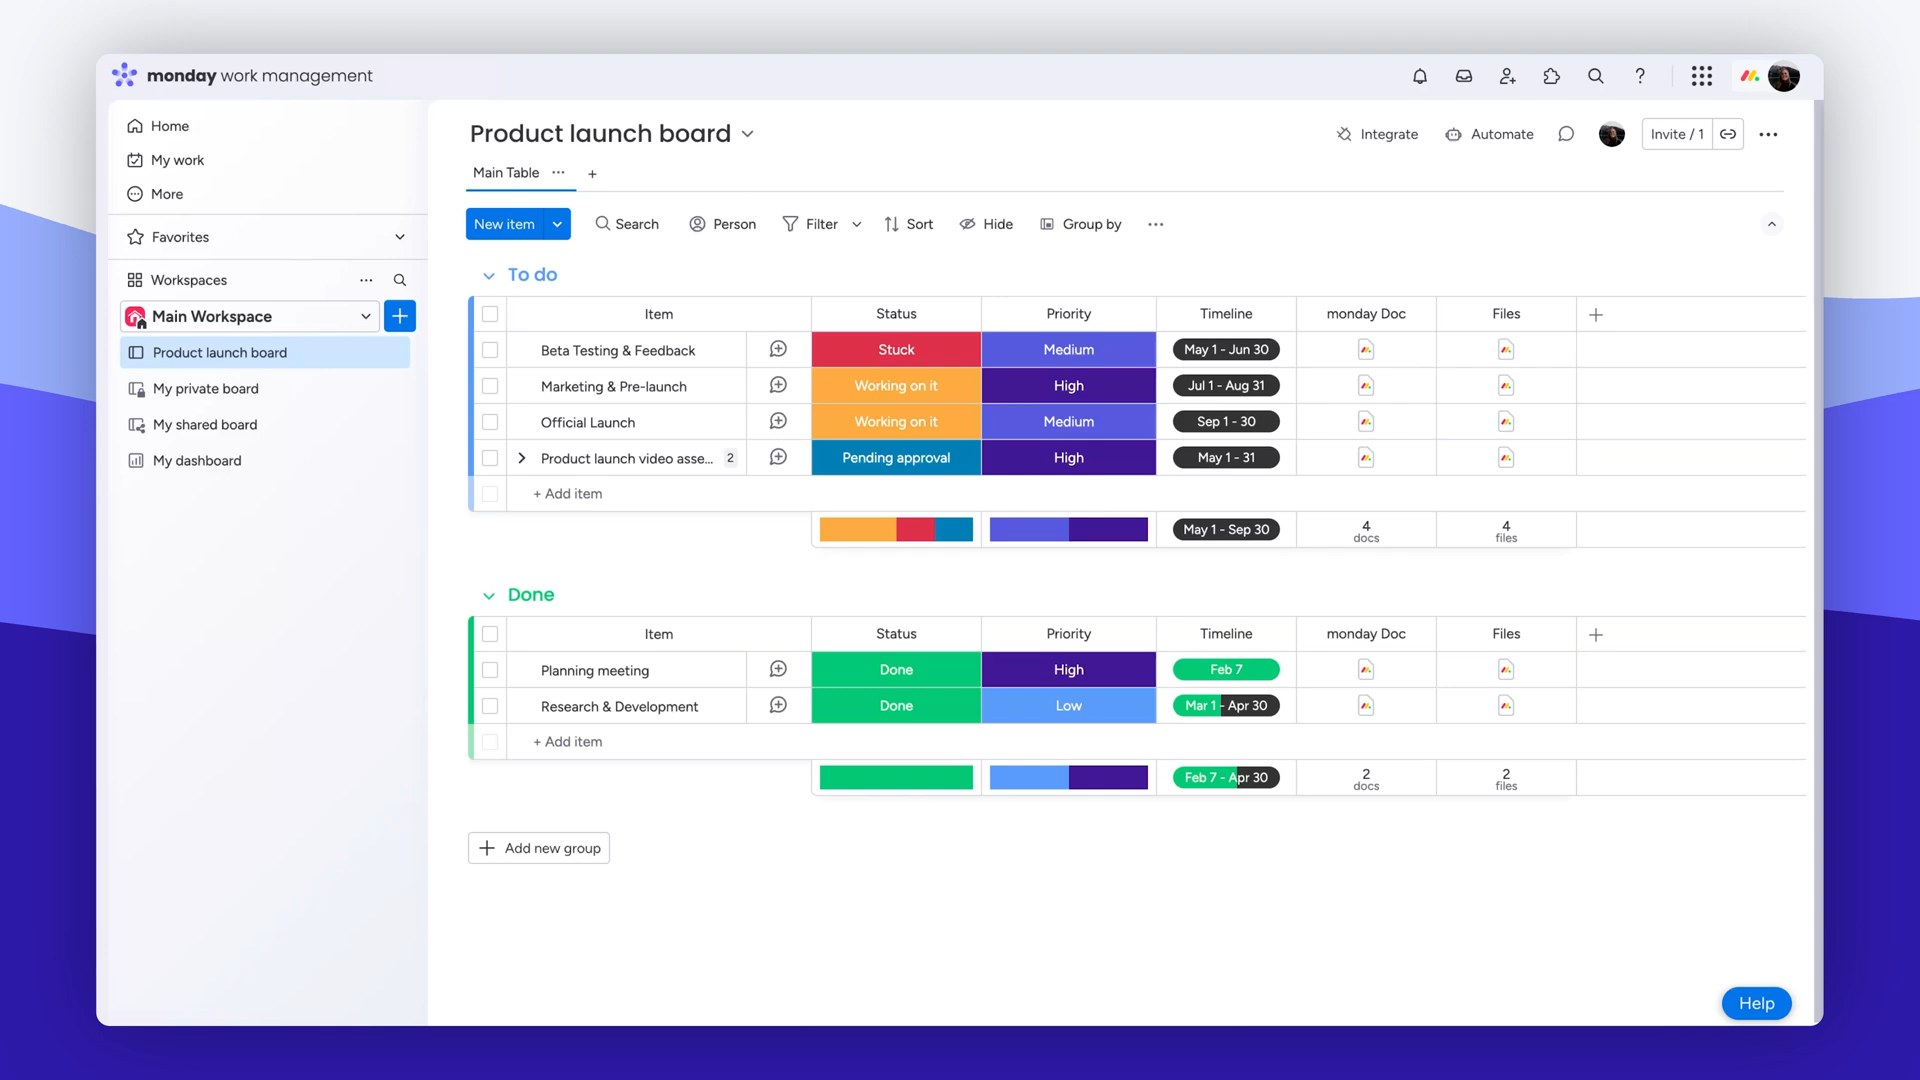 monday work management
Home
My work
More
Favorites
Workspaces
Main Workspace
Product launch board
My private board
My shared board
My dashboard
Product launch board
Integrate
Automate
Invite / 1
Main Table
New item
Search
Person
Filter
Sort
Hide
Group by
To do
Item Status Priority Timeline monday Doc Files
Beta Testing & Feedback Stuck Medium May 1 - Jun 30
Marketing & Pre-launch Working on it High Jul 1 - Aug 31
Official Launch Working on it Medium Sep 1 - 30
Product launch video asse... 2 Pending approval High May 1 - 31
+ Add item
May 1 - Sep 30 4 4
docs files
Done
Item Status Priority Timeline monday Doc Files
Planning meeting Done High Feb 7
Research & Development Done Low Mar 1 - Apr 30
+ Add item
Feb 7 - Apr 30 2 2
docs files
Add new group
Help